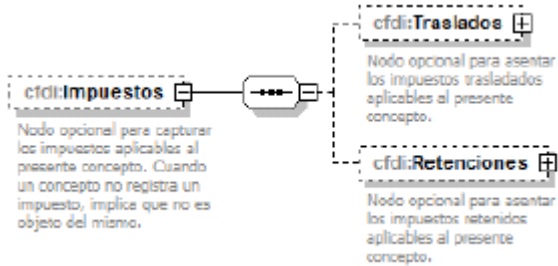 cfdi:Traslados
Nodo opcional para asentar
los impuestos trasladados
aplicables al presente
concepto.
cfdi:Impuestos
Nodo opcional para capturar
los impuestos aplicables al
presente concepto. Cuando
un concepto no registra un
impuesto, implica que no es
objeto del mismo.
cfdi:Retenciones
Nodo opcional para asentar
los impuestos retenidos
aplicables al presente
concepto.